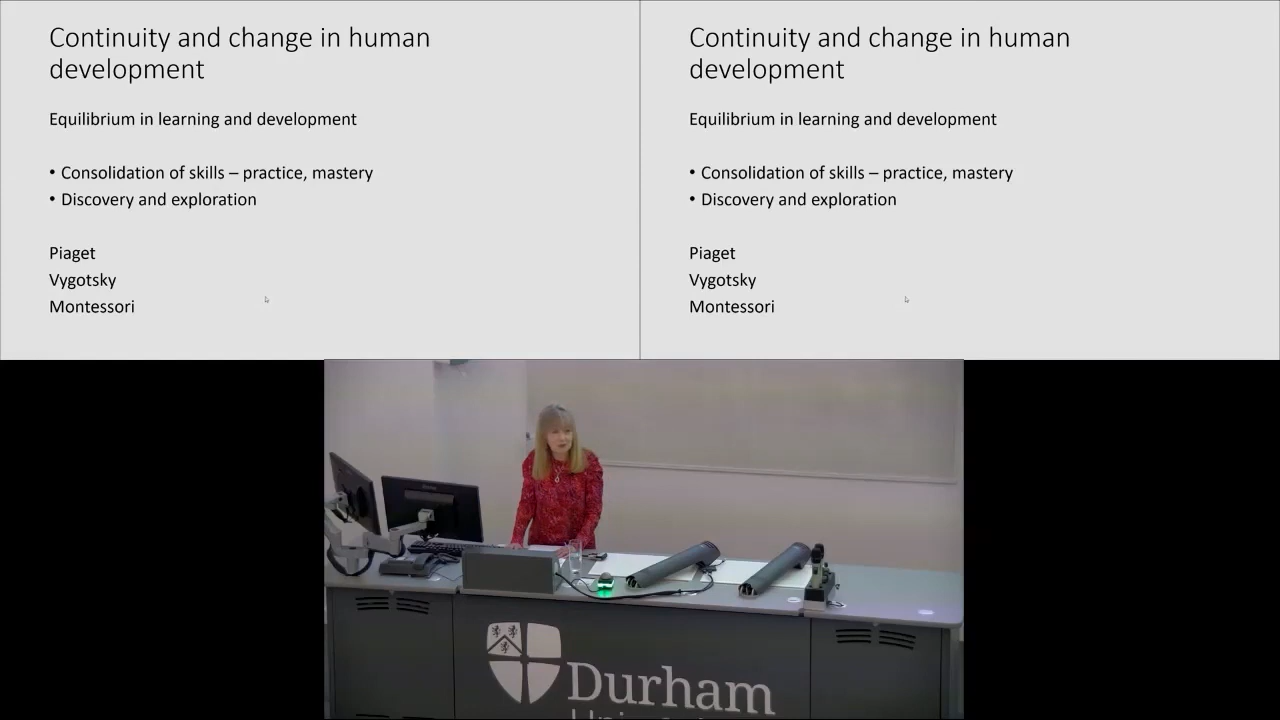 Continuity and change in human
development
Equilibrium in learning and development
• Consolidation of skills – practice, mastery
• Discovery and exploration
Piaget
Vygotsky
Montessori
Continuity and change in human
development
Equilibrium in learning and development
• Consolidation of skills – practice, mastery
• Discovery and exploration
Piaget
Vygotsky
Montessori
Durham